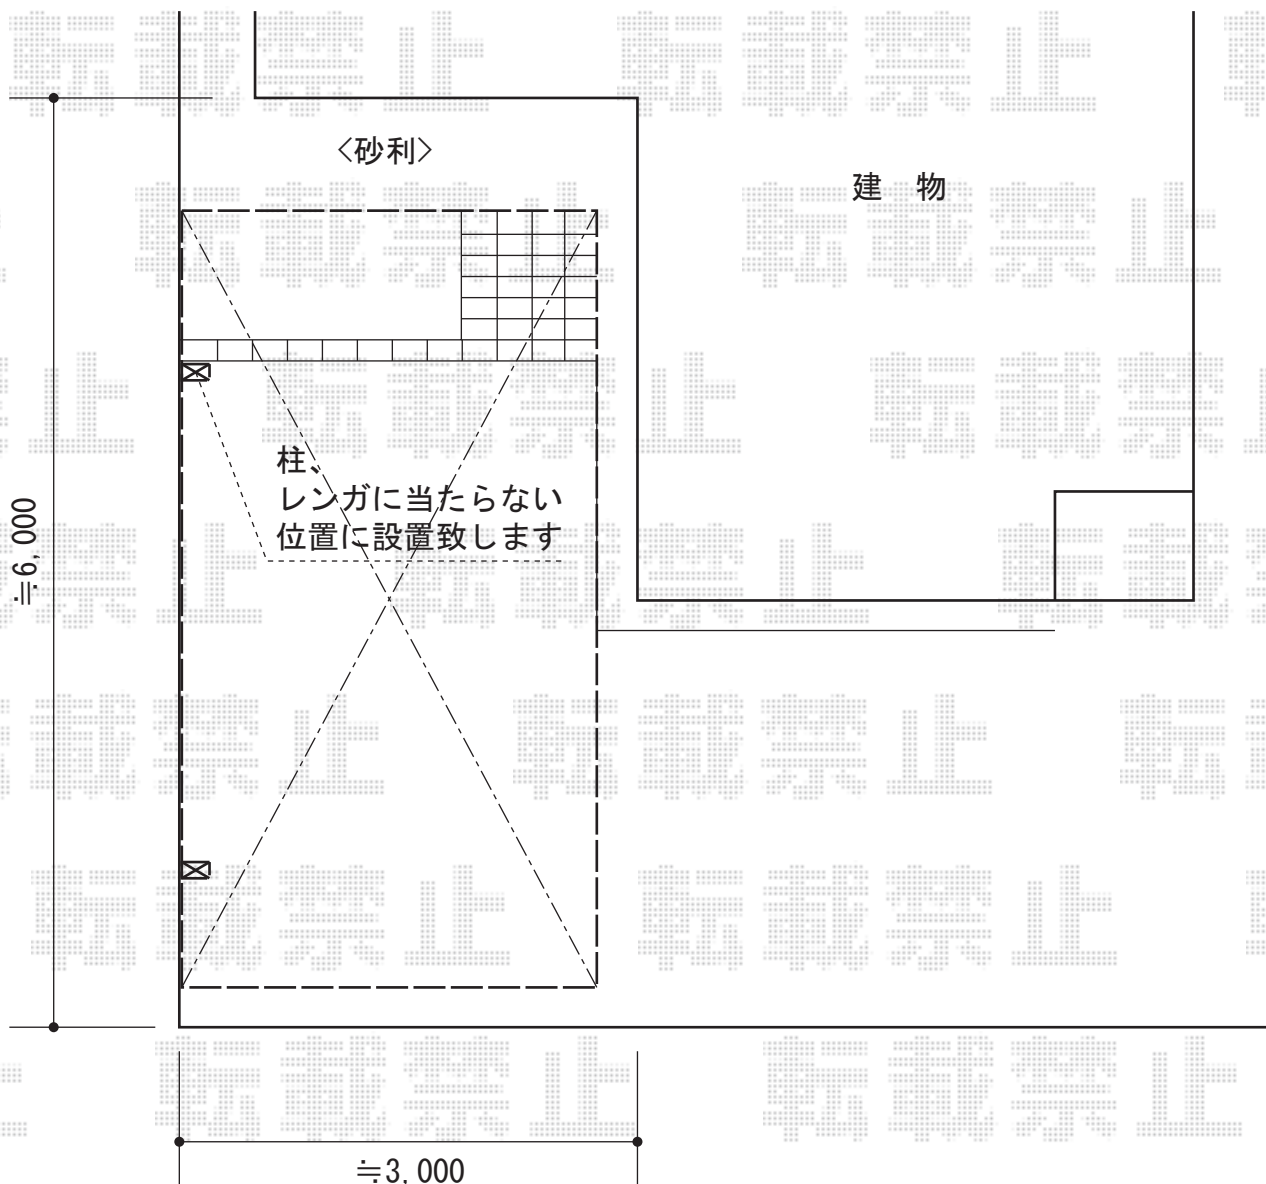 転載禁止
〈砂利〉
建 物
柱、
レンガに当たらない
位置に設置致します
≒6,000
≒3,000